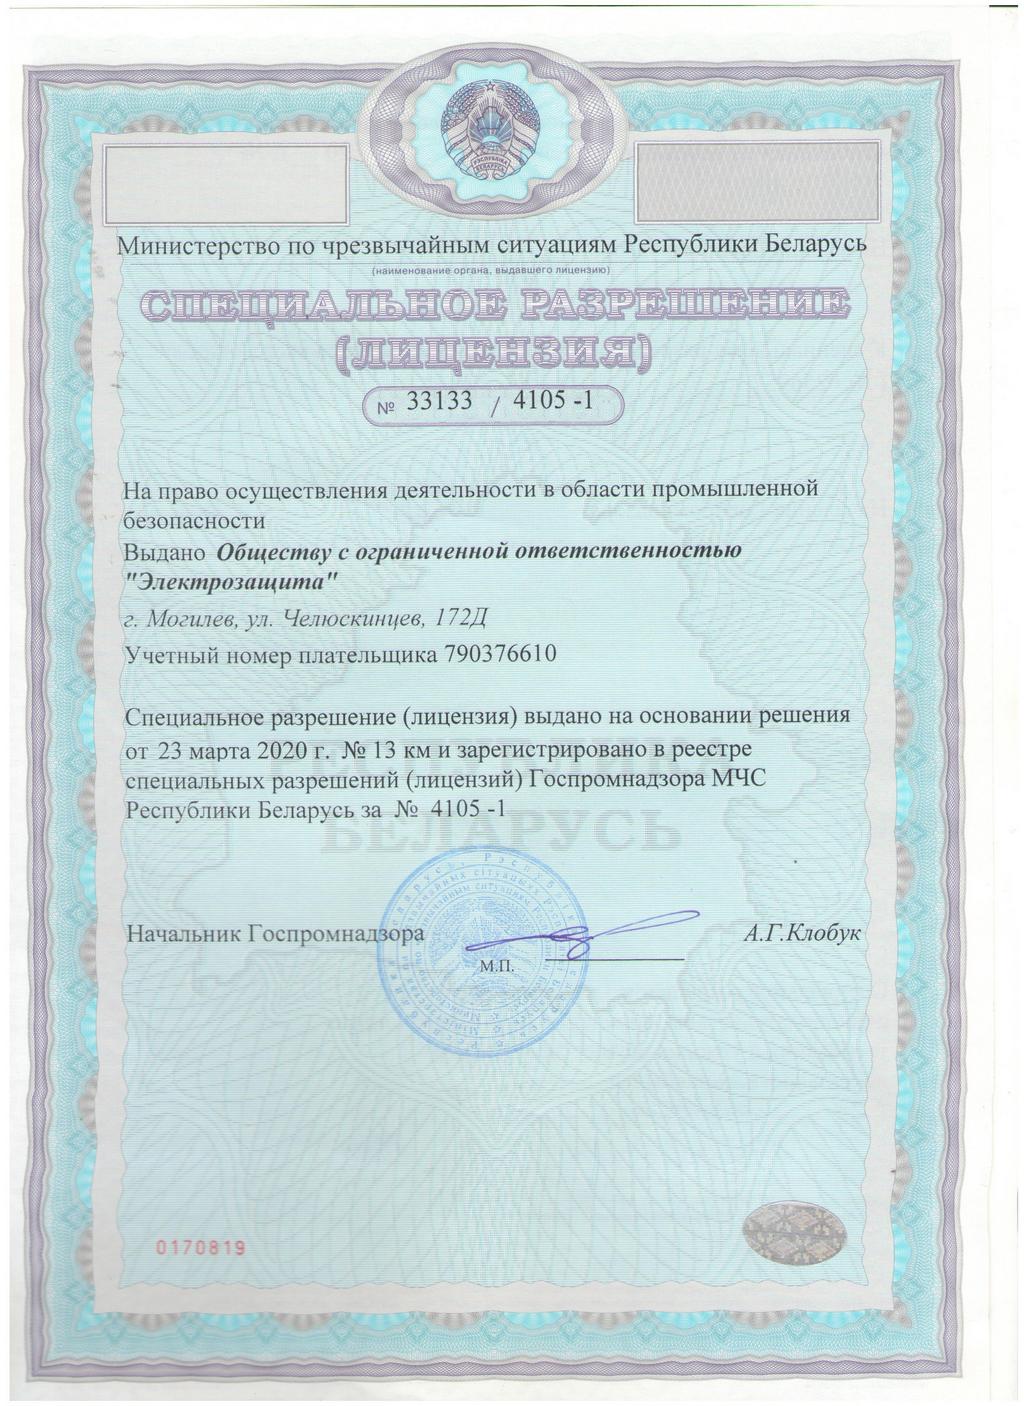 РЭСПУБЛІКА
БЕЛАРУСЬ
Министерство по чрезвычайным ситуациям Республики Беларусь
(наименование органа, выдавшего лицензию)
СПЕЦИАЛЬНОЕ РАЗРЕШЕНИЕ
(ЛИЦЕНЗИЯ)
№ 33133 / 4105 -1
На право осуществления деятельности в области промышленной
безопасности
Выдано Обществу с ограниченной ответственностью
"Электрозащита"
г. Могилев, ул. Челюскинцев, 172Д
Учетный номер плательщика 790376610
Специальное разрешение (лицензия) выдано на основании решения
от 23 марта 2020 г. № 13 км и зарегистрировано в реестре
специальных разрешений (лицензий) Госпромнадзора МЧС
Республики Беларусь за № 4105 -1
БЕЛАРУСЬ
Начальник Госпромнадзора
А.Г.Клобук
М.П.
0170819